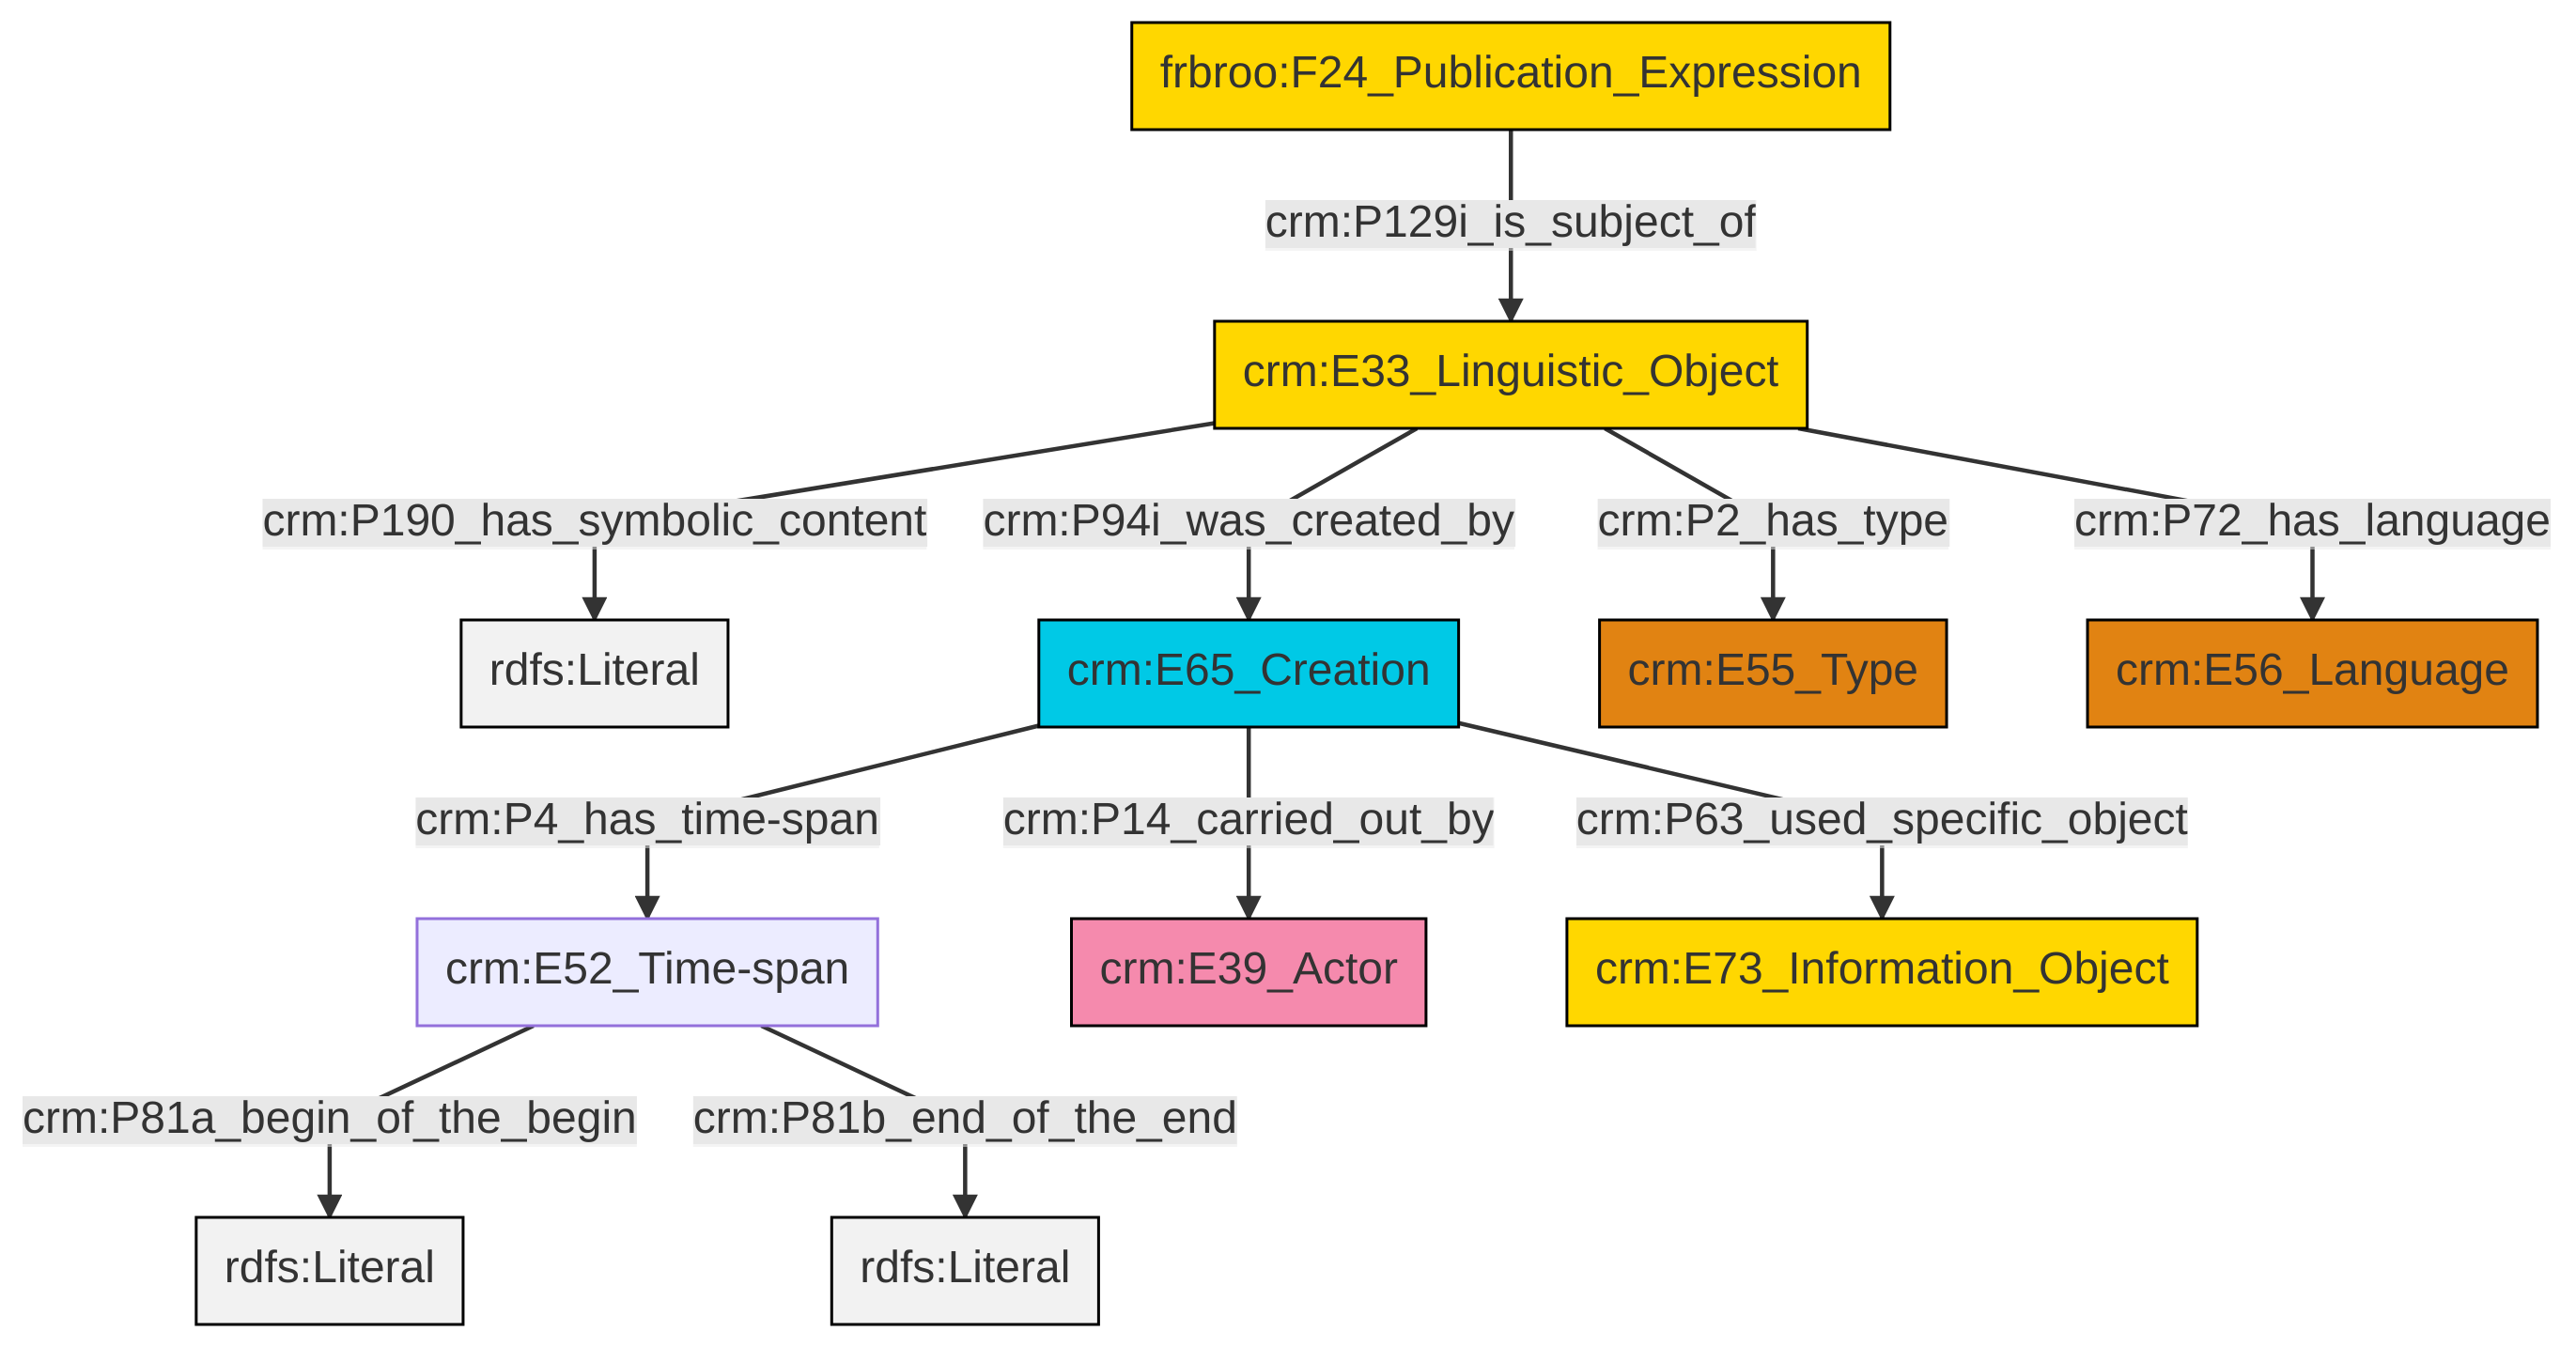 frbroo:F24_Publication_Expression
crm:P129i_is_subject_of
crm:E33_Linguistic_Object
crm:P190_has_symbolic_content
crm:P94i_was_created_by
crm:P2_has_type
crm:P72_has_language
rdfs:Literal
crm:E65_Creation
crm:E55_Type
crm:E56_Language
crm:P4_has_time-span
crm:P14_carried_out_by
crm:P63_used_specific_object
crm:E52_Time-span
crm:E39_Actor
crm:E73_Information_Object
crm:P81a_begin_of_the_begin
crm:P81b_end_of_the_end
rdfs:Literal
rdfs:Literal